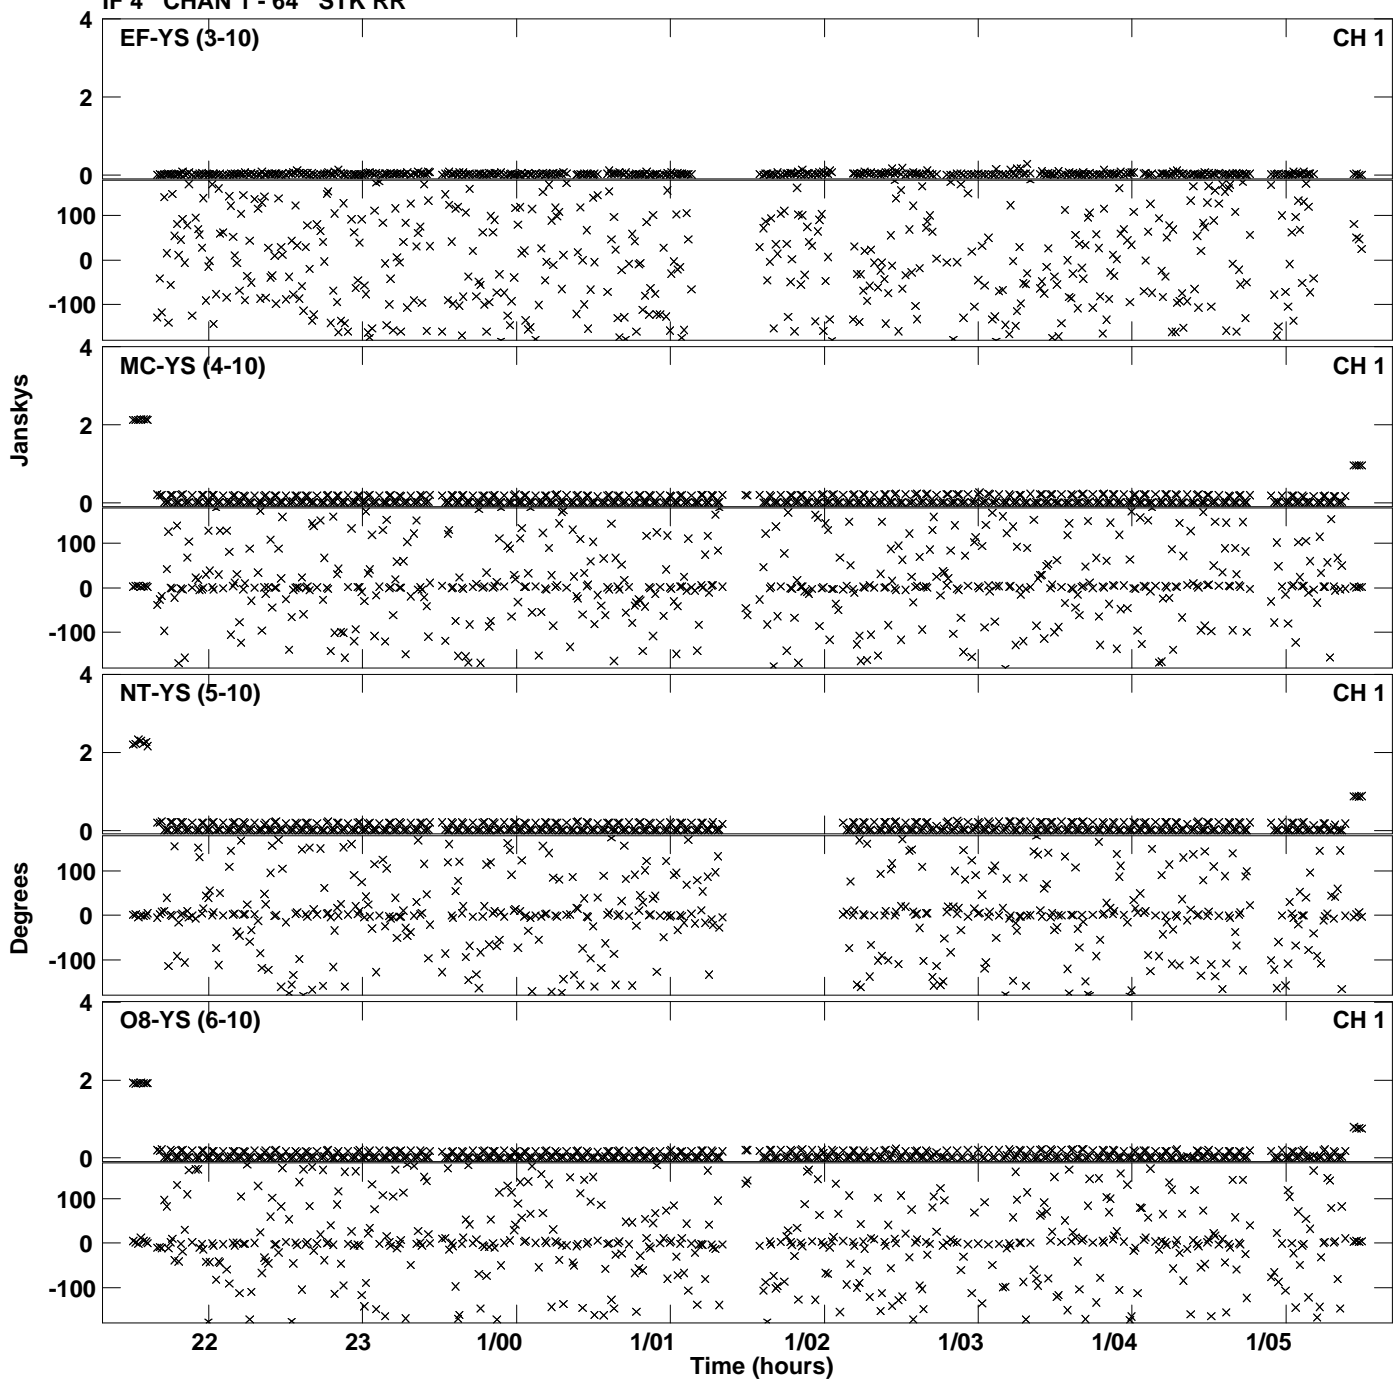 IF 4 CHAN 1 - 64 STK RR
4
EF-YS (3-10) CH 1
2
0
100
0
-100
4
MC-YS (4-10) CH 1
Janskys
2
0
100
0
-100
4
NT-YS (5-10) CH 1
2
0
Degrees
100
0
-100
4
O8-YS (6-10) CH 1
2
0
100
0
-100
22 23 1/00 1/01 1/02 1/03 1/04 1/05
Time (hours)